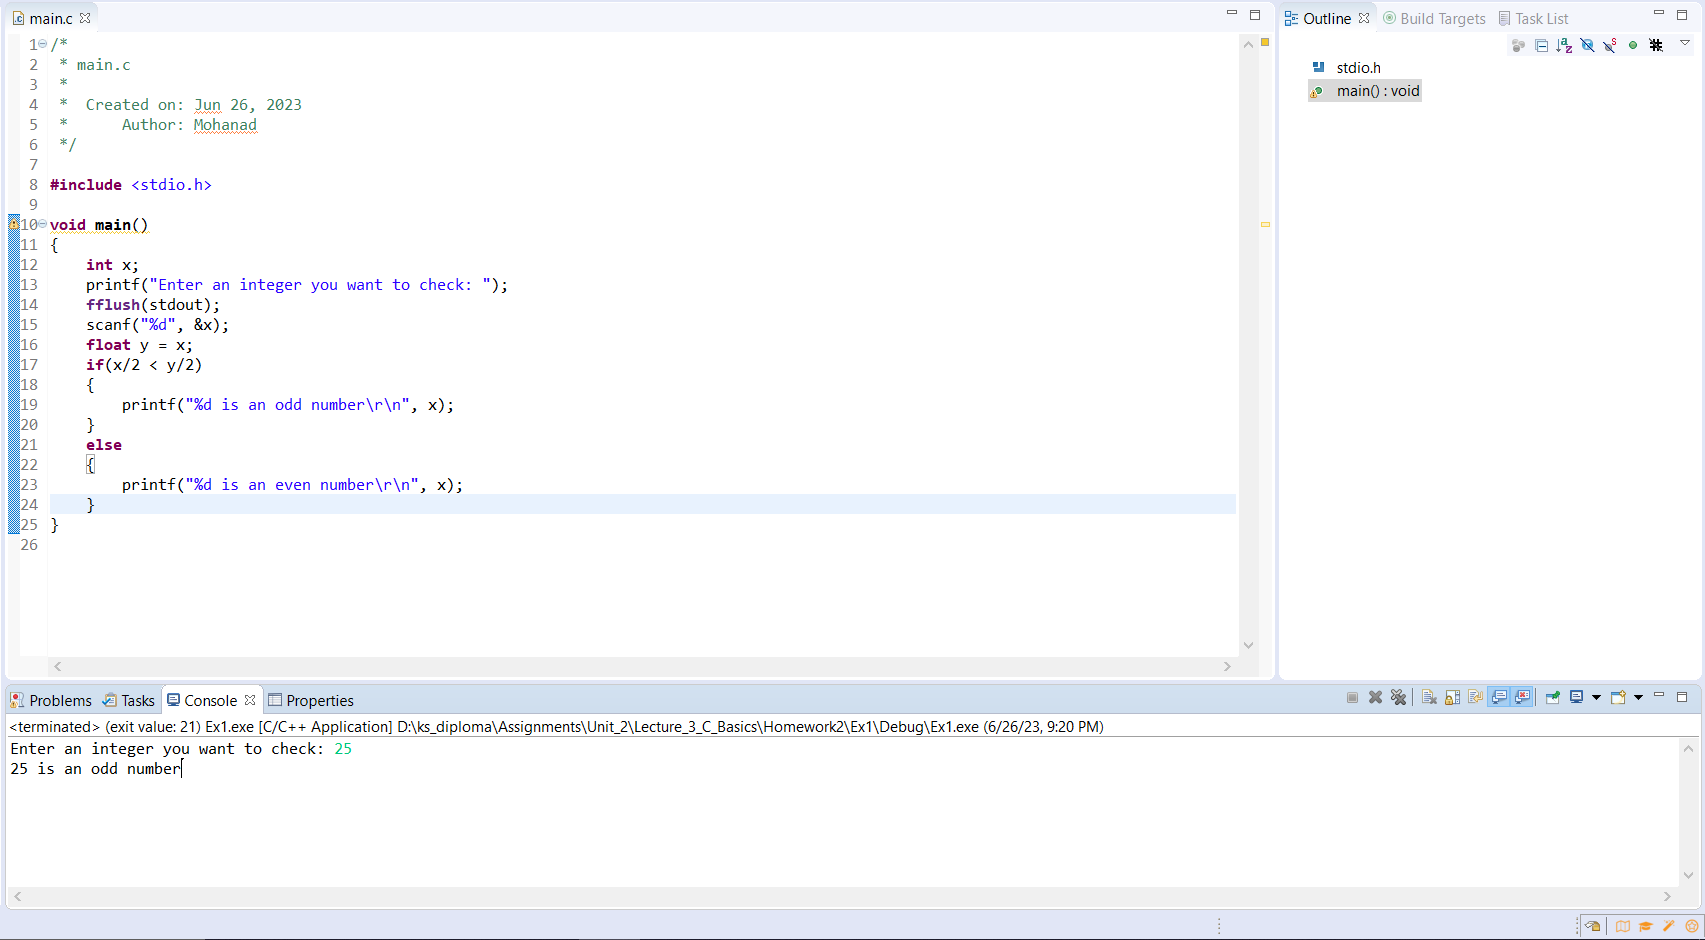 main.c
1 /*
2  * main.c
3  *
4  *  Created on: Jun 26, 2023
5  *      Author: Mohanad
6  */
7
8 #include <stdio.h>
9
10 void main()
11 {
12     int x;
13     printf("Enter an integer you want to check: ");
14     fflush(stdout);
15     scanf("%d", &x);
16     float y = x;
17     if(x/2 < y/2)
18     {
19         printf("%d is an odd number\r\n", x);
20     }
21     else
22     {
23         printf("%d is an even number\r\n", x);
24     }
25 }
26
Outline Build Targets Task List
stdio.h
main() : void
Problems Tasks Console Properties
<terminated> (exit value: 21) Ex1.exe [C/C++ Application] D:\ks_diploma\Assignments\Unit_2\Lecture_3_C_Basics\Homework2\Ex1\Debug\Ex1.exe (6/26/23, 9:20 PM)
Enter an integer you want to check: 25
25 is an odd number